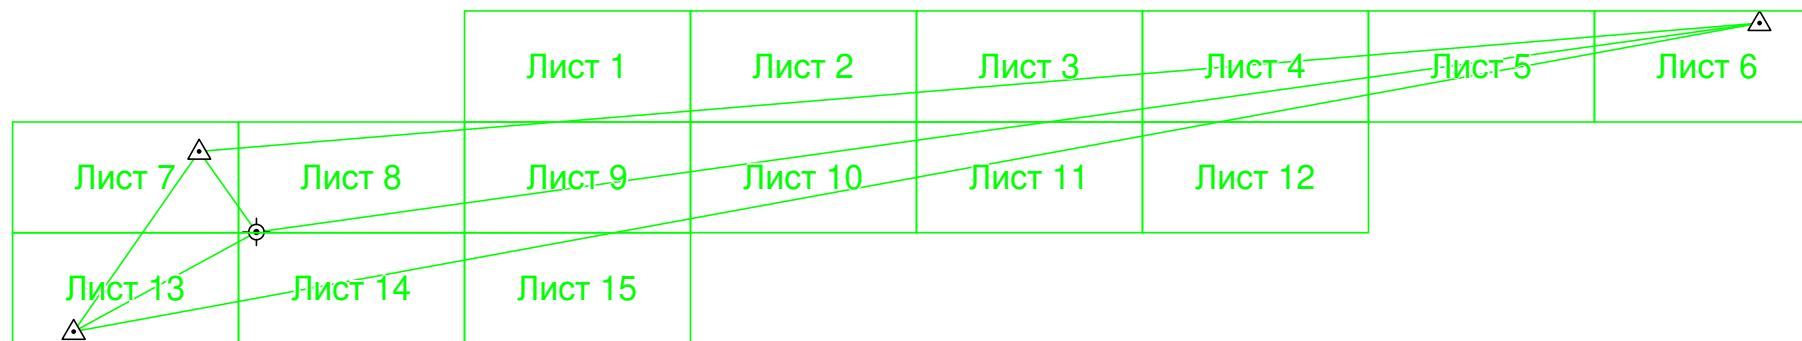 Лист 1 Лист 2 Лист 3 Лист 4 Лист 5 Лист 6
Лист 7 Лист 8 Лист 9 Лист 10 Лист 11 Лист 12
Лист 13 Лист 14 Лист 15